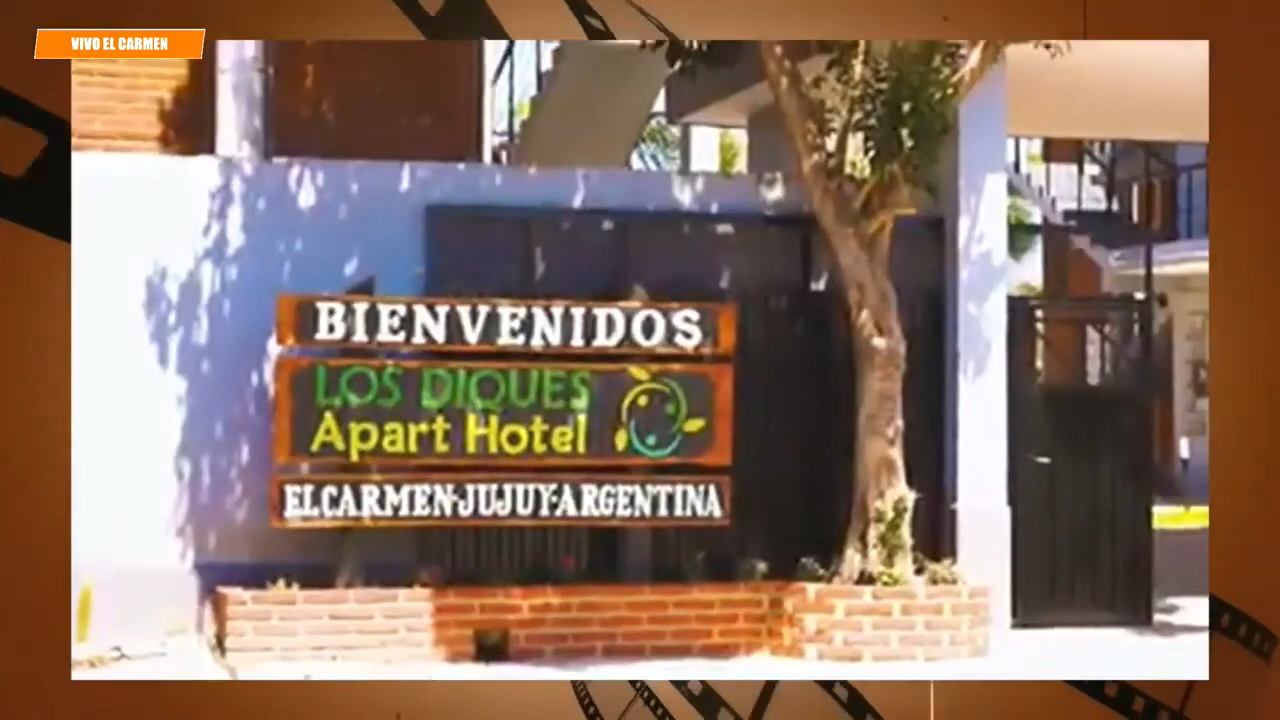 VIVO EL CARMEN
BIENVENIDOS
LOS DIQUES
Apart Hotel
EL CARMEN-JUJUY-ARGENTINA